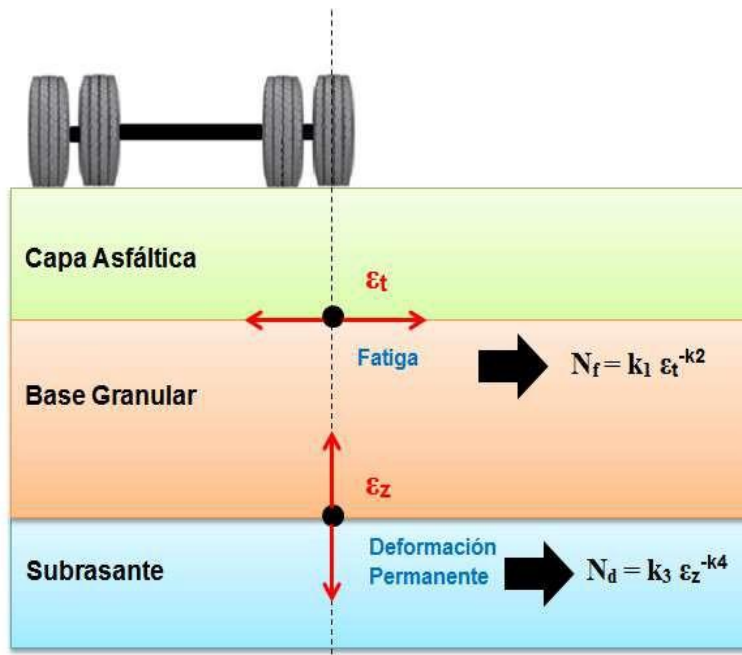 Capa Asfáltica
εt
Fatiga
Nf = k1 εt-k2
Base Granular
εz
Deformación
Permanente
Nd = k3 εz-k4
Subrasante